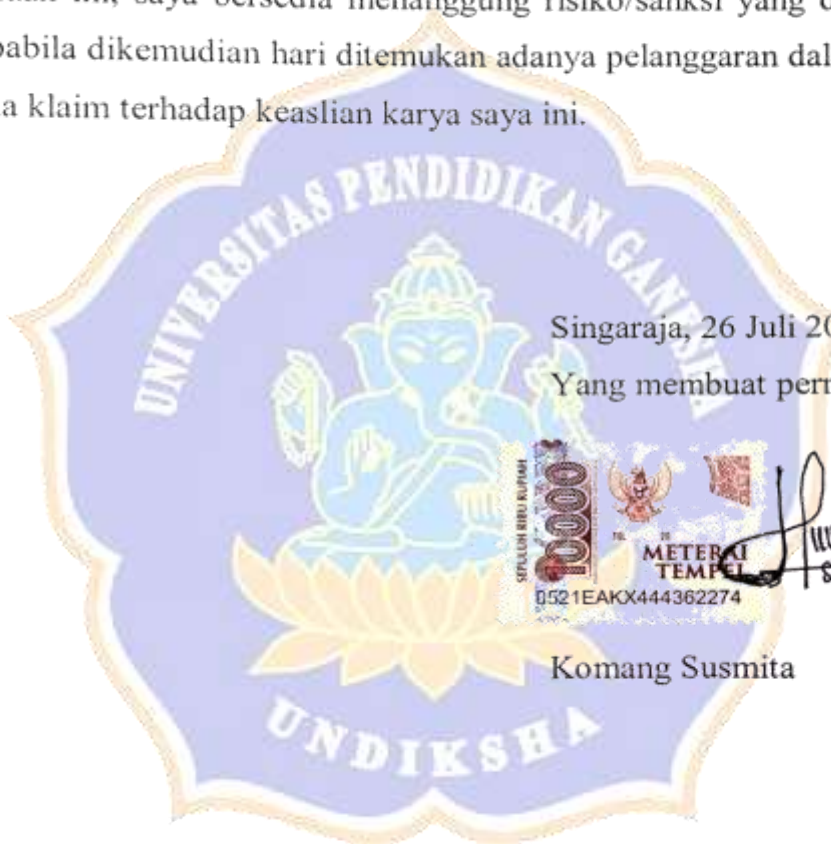 ini, saya bersedia menanggung risiko/sanksi yang d
pabila dikemudian hari ditemukan adanya pelanggaran dal
a klaim terhadap keaslian karya saya ini.
UNIVERSITAS PENDIDIKAN GANESHA
Singaraja, 26 Juli 20
Yang membuat pern
SEPULUH RIBU RUPIAH
10000
METERAI
TEMPEL
0521EAKX444362274
Komang Susmita
UNDIKSHA